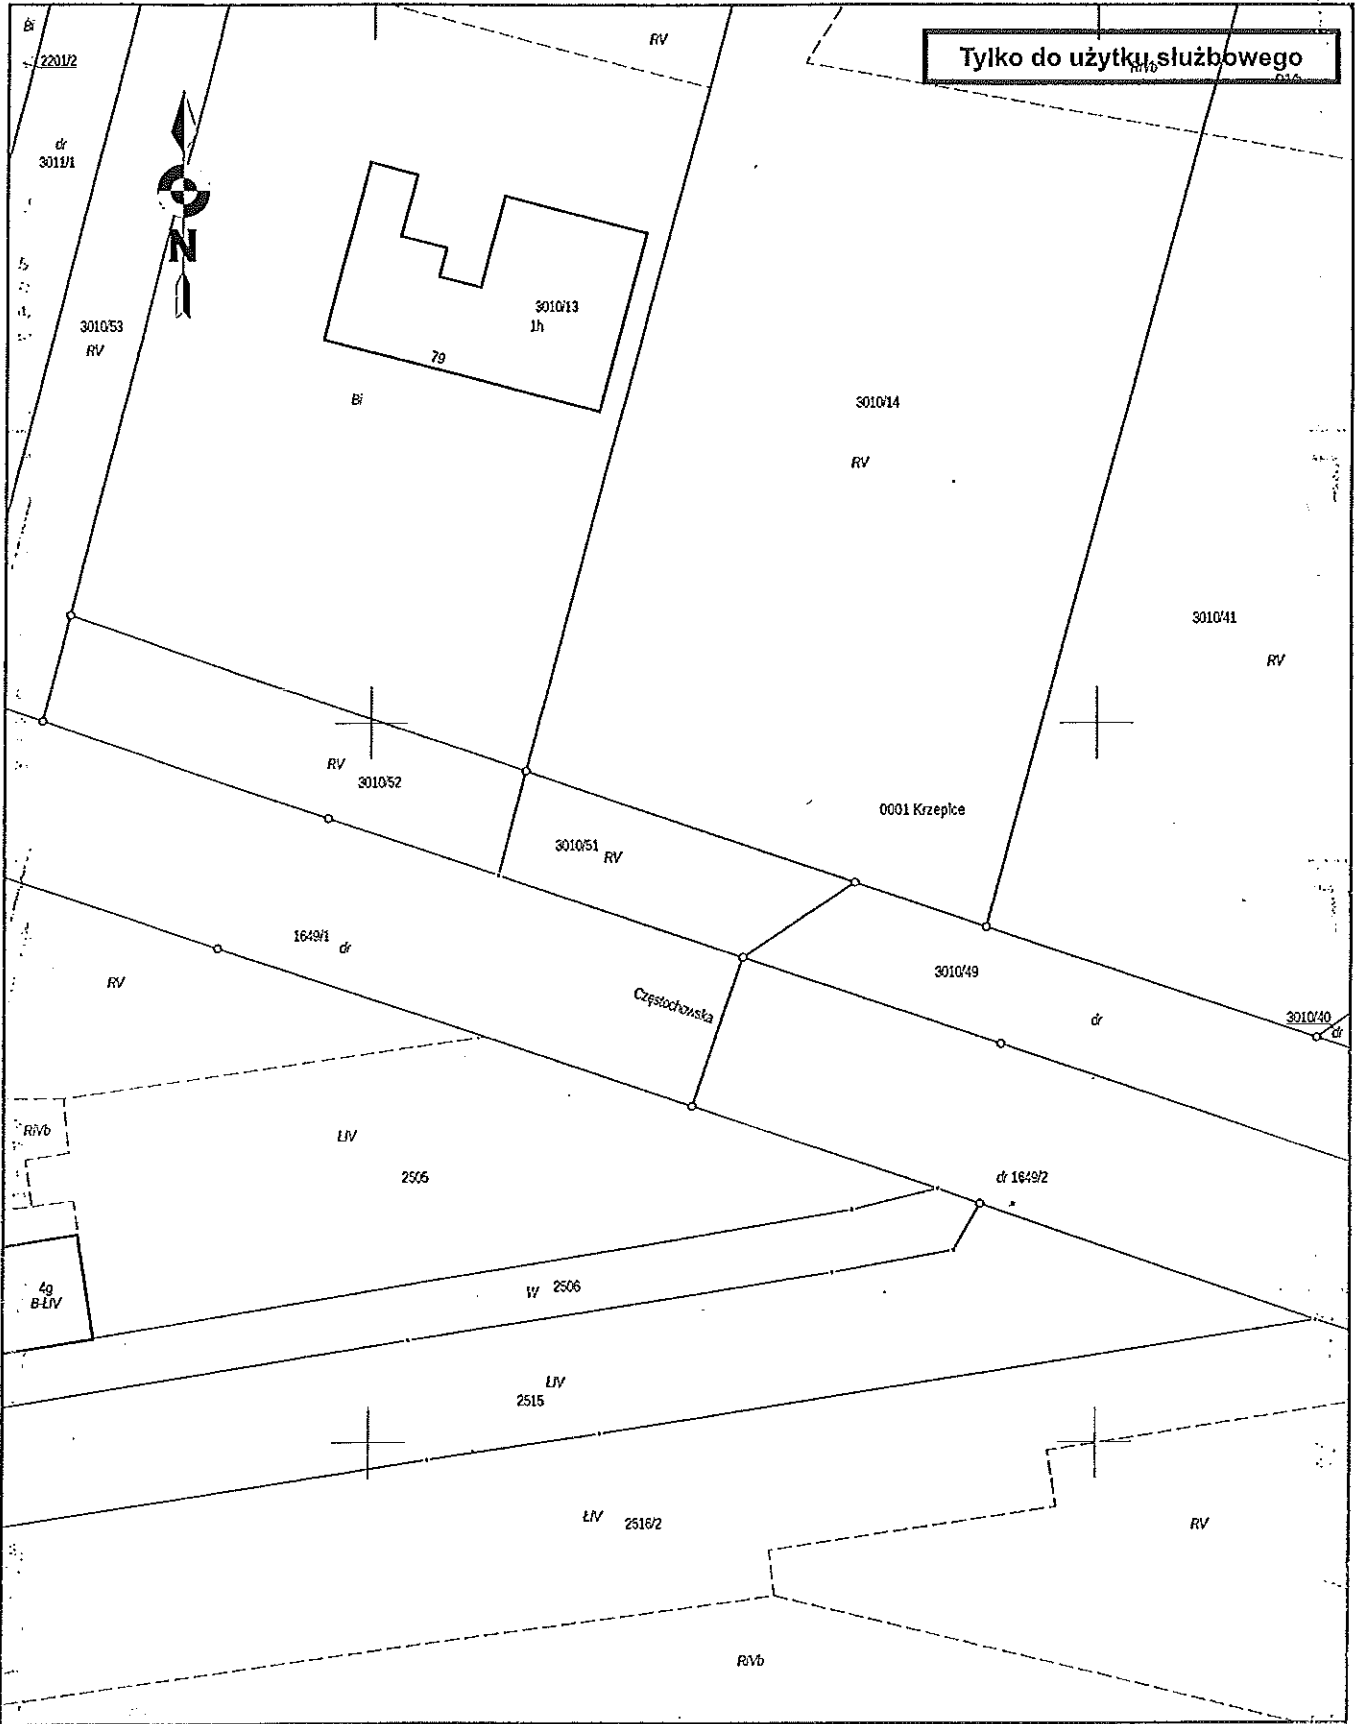 Bi
RV
Tylko do użytku służbowego
RIVb
2201/2
dr
3011/1
N
3010/53
RV
3010/13
1h
79
Bi
3010/14
RV
3010/41
RV
RV
3010/52
0001 Krzepice
3010/51 RV
1649/1 dr
3010/49
RV
Częstochowska
dr
3010/40
dr
RIVb
ŁIV
2505
dr 1649/2
4g
B-ŁIV
W 2506
ŁIV
2515
ŁIV 2516/2
RV
RIVb